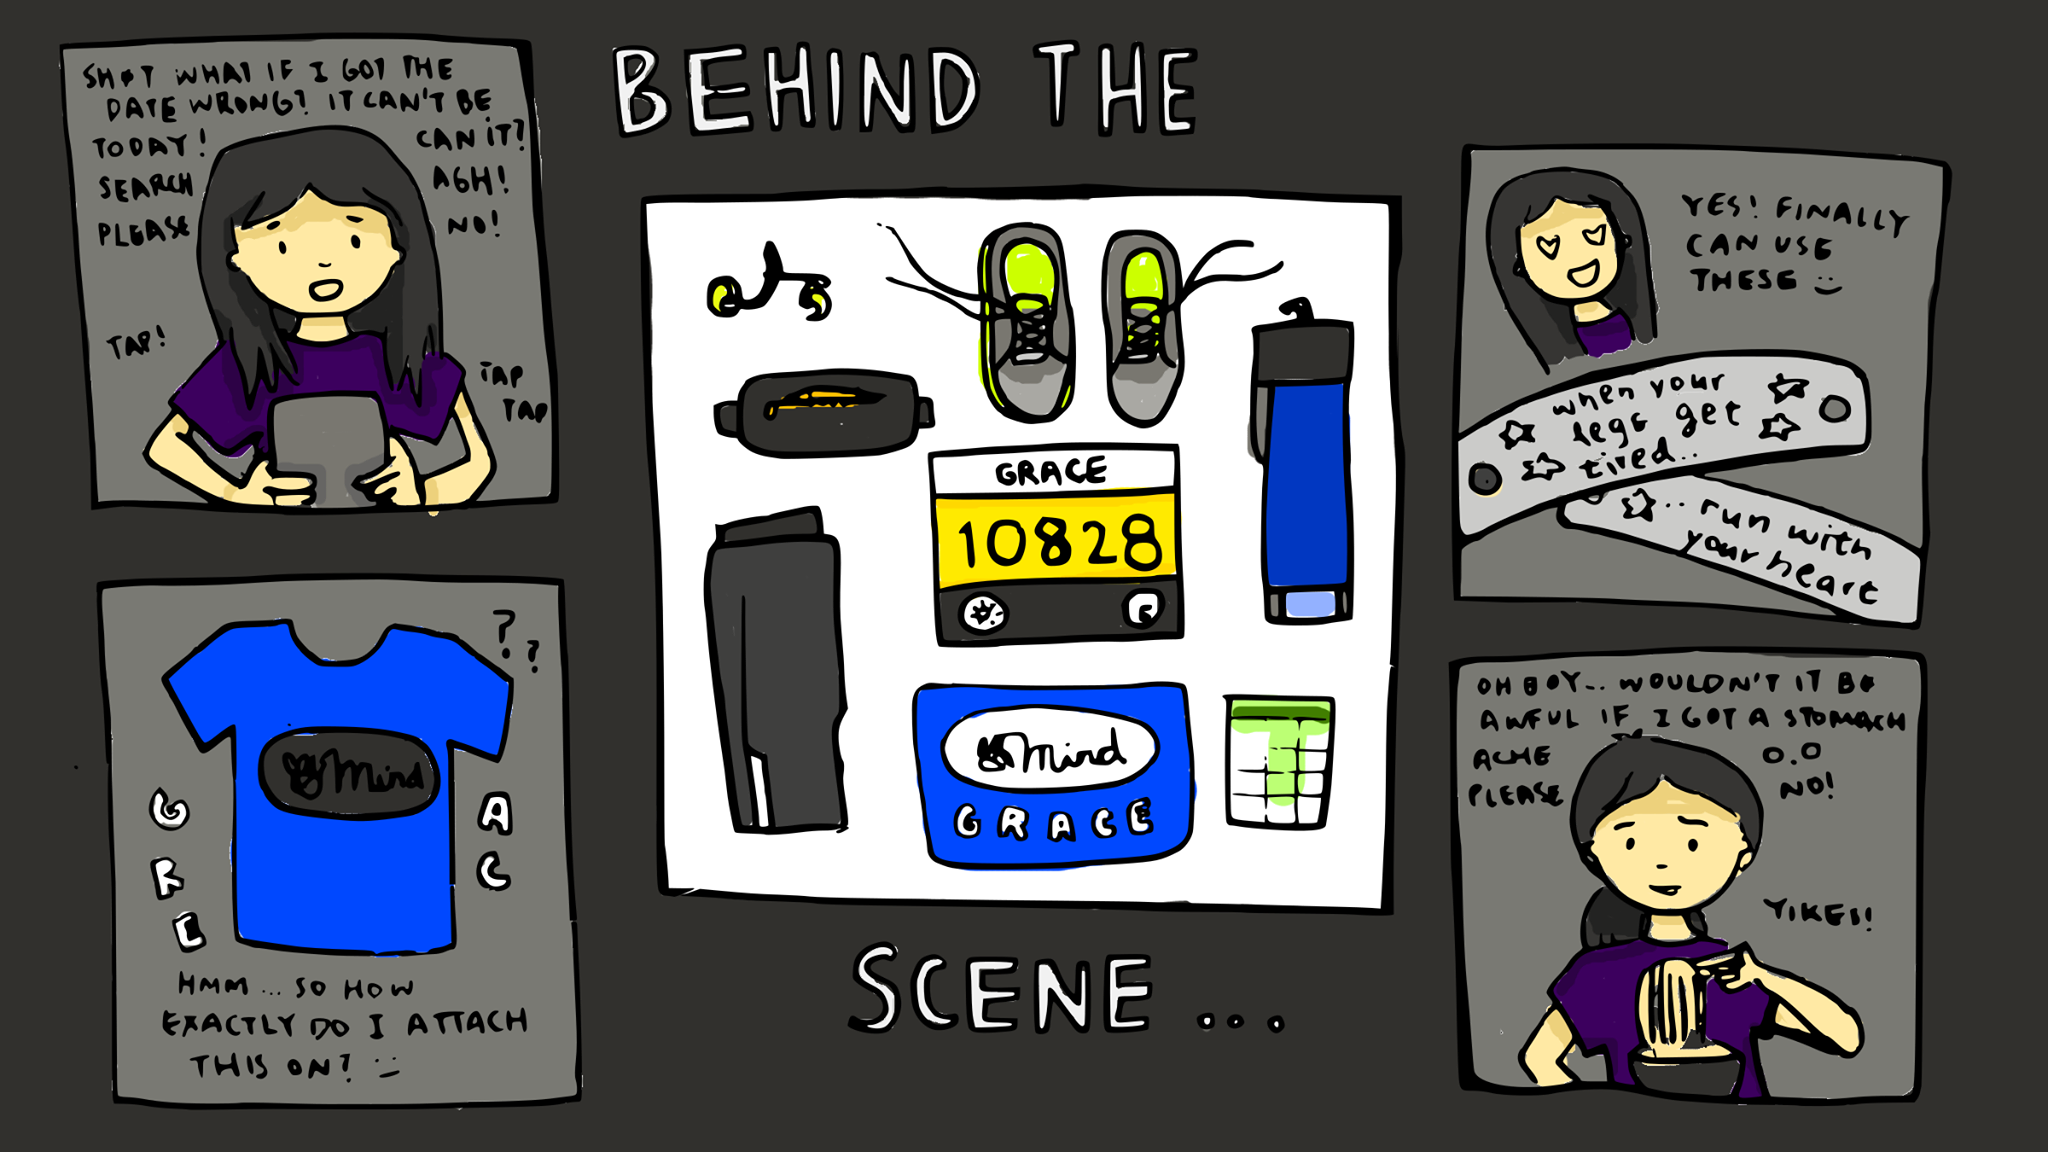 BEHIND THE
SH*T WHAT IF I GOT THE
DATE WRONG? IT CAN'T BE
TODAY! CAN IT?
SEARCH AGH!
PLEASE NO!
TAP!
TAP
TAP
? ?
Mind
G
R
E
A
C
HMM... SO HOW
EXACTLY DO I ATTACH
THIS ON? :)
GRACE
10828
Mind
GRACE
YES! FINALLY
CAN USE
THESE :)
when your
legs get
tired..
..run with
your heart
OH BOY.. WOULDN'T IT BE
AWFUL IF I GOT A STOMACH
ACHE O.O
PLEASE NO!
YIKES!
SCENE ...